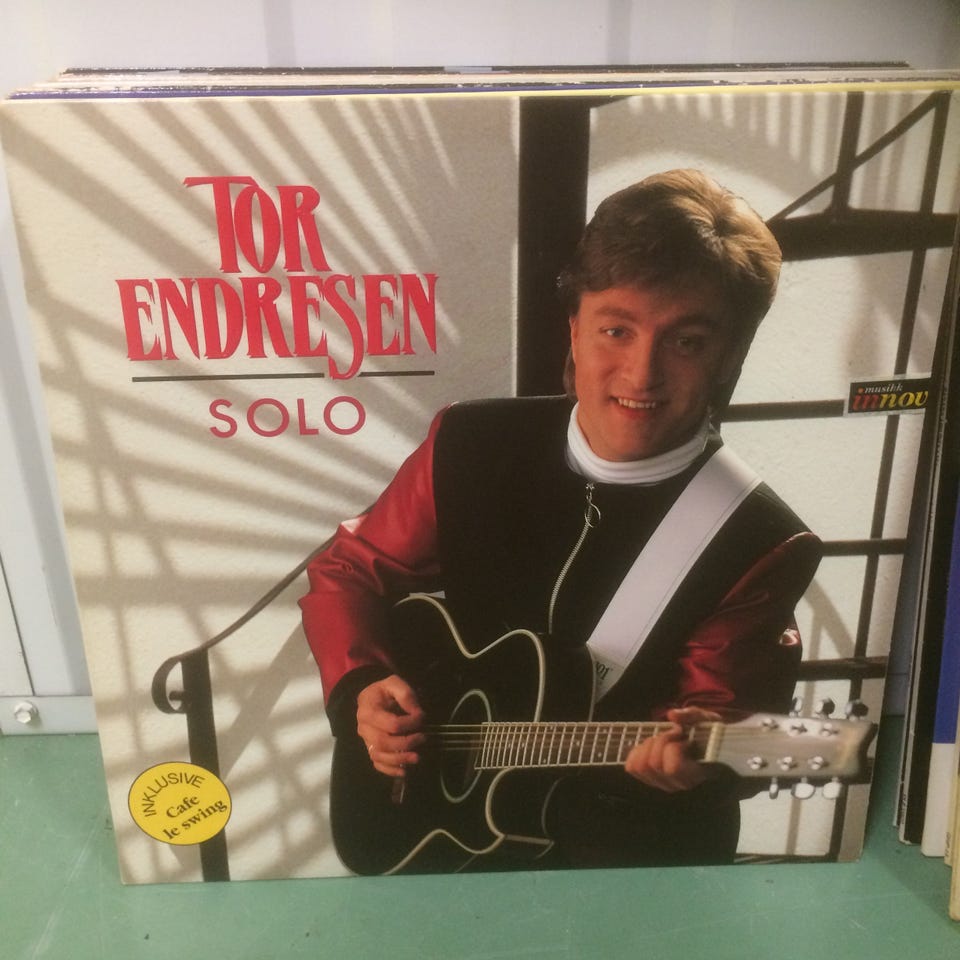 TOR
ENDRESEN
SOLO
musikk
innov
INKLUSIVE
Cafe
le swing